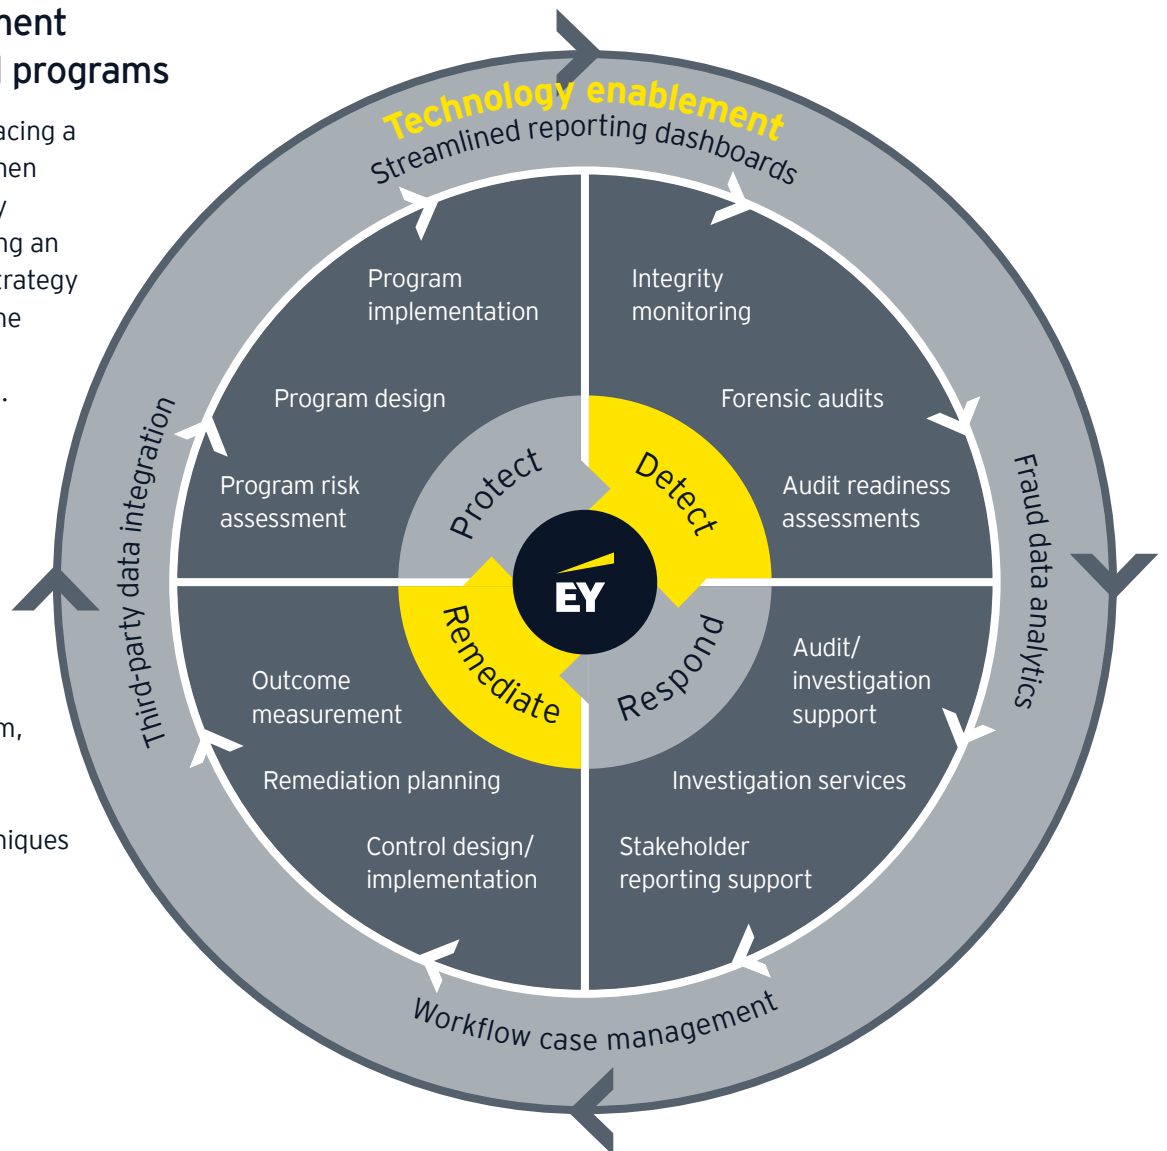 ment
programs
acing a
hen
y
ng an
trategy
he
.
m,
niques
Technology enablement
Streamlined reporting dashboards
Fraud data analytics
Workflow case management
Third-party data integration
Protect
Program
implementation
Program design
Program risk
assessment
Detect
Integrity
monitoring
Forensic audits
Audit readiness
assessments
EY
Respond
Audit/
investigation
support
Investigation services
Stakeholder
reporting support
Remediate
Outcome
measurement
Remediation planning
Control design/
implementation